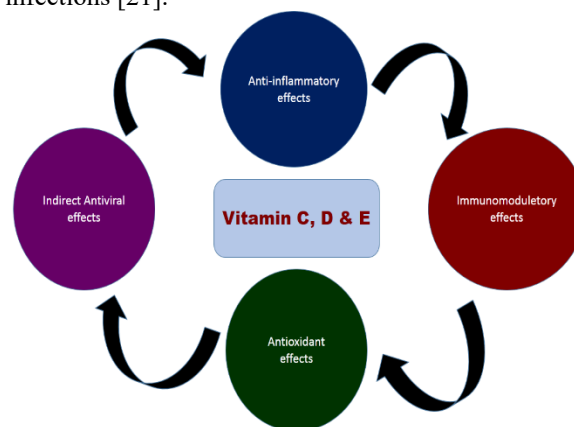 infections [21].
Anti-inflammatory
effects
Indirect Antiviral
effects
Vitamin C, D & E
Immunomoduletory
effects
Antioxidant
effects